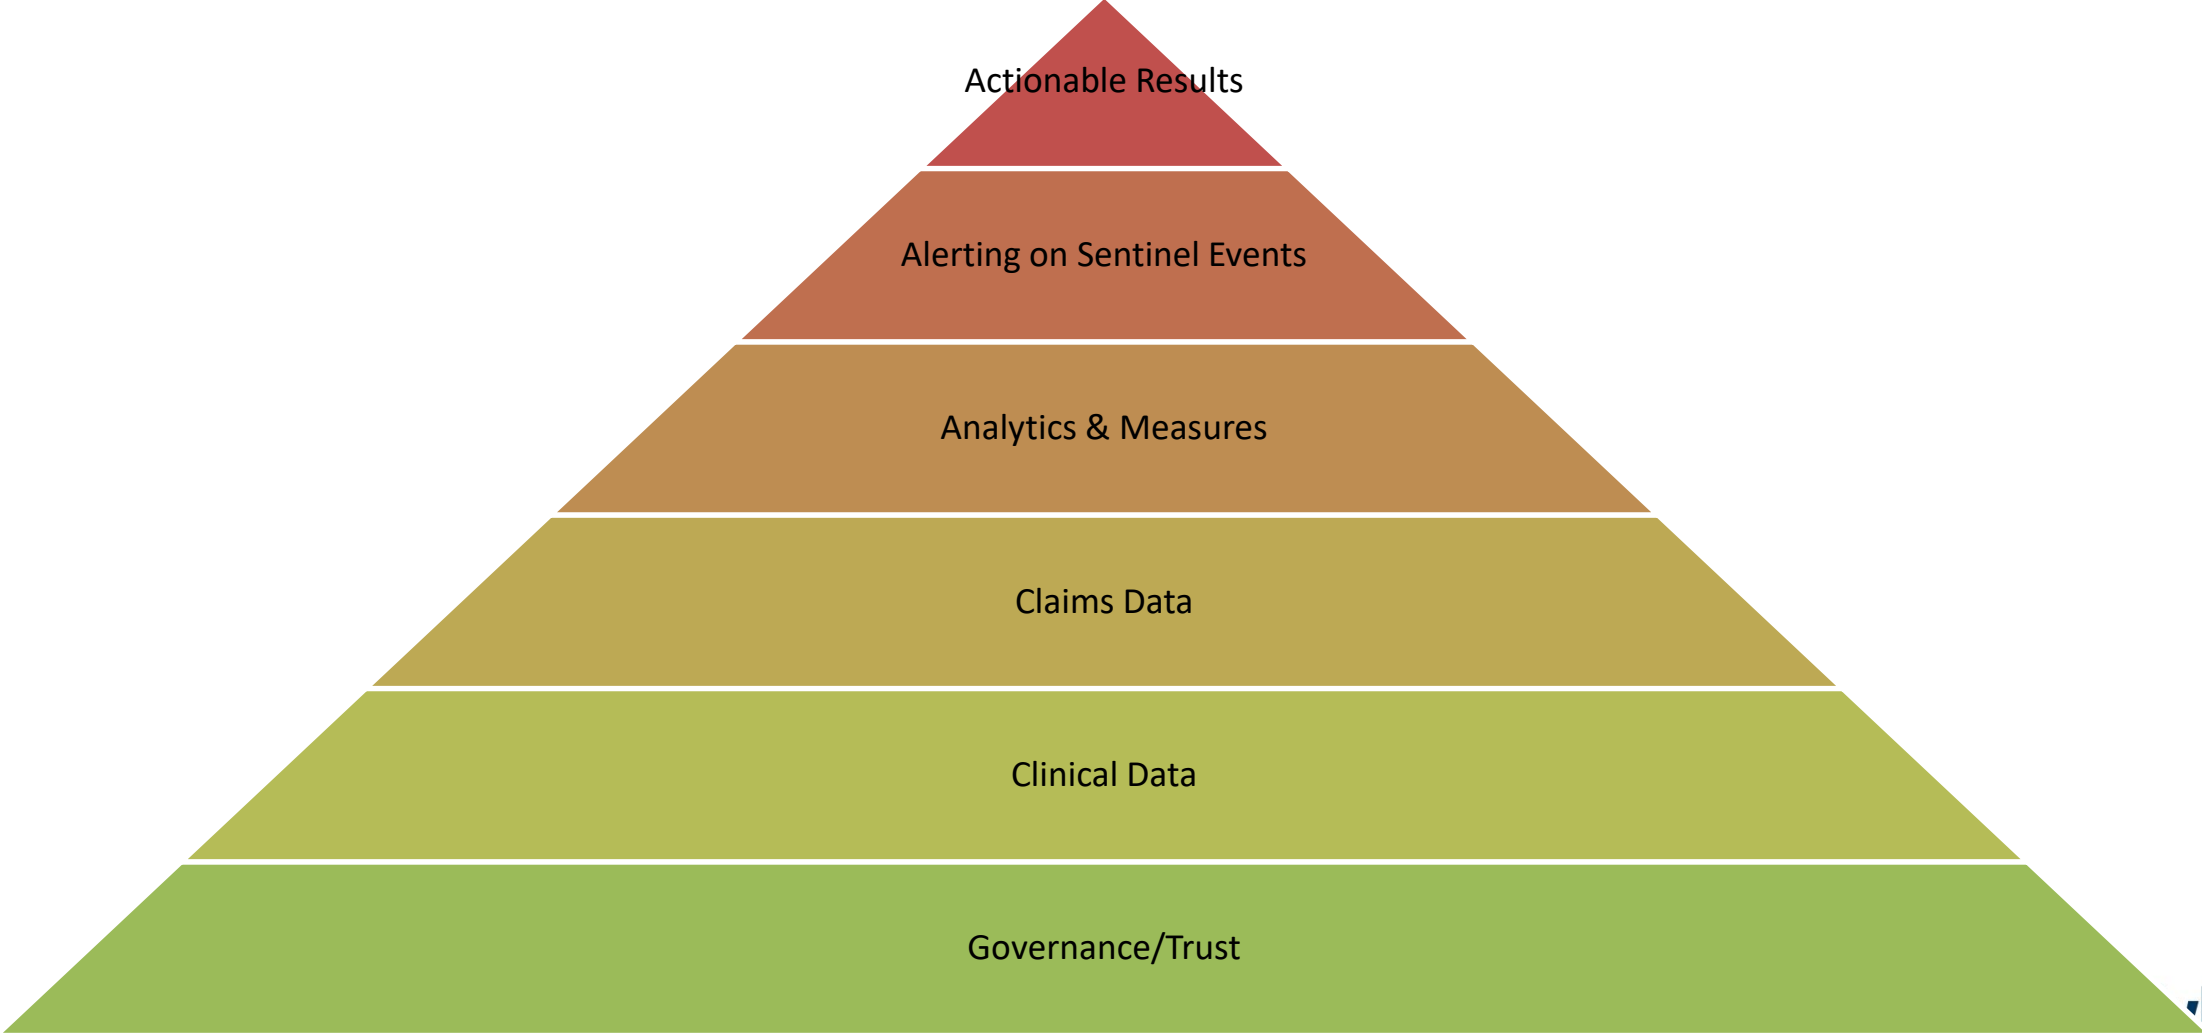 Actionable Results
Alerting on Sentinel Events
Analytics & Measures
Claims Data
Clinical Data
Governance/Trust